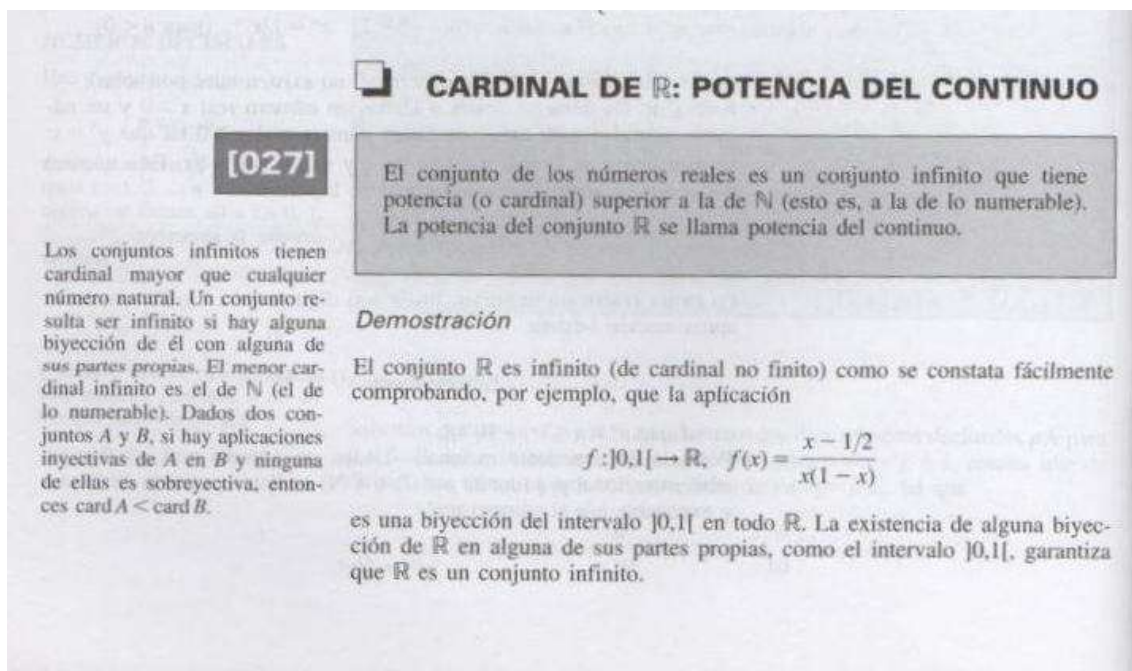 CARDINAL DE ℝ: POTENCIA DEL CONTINUO
[027]
El conjunto de los números reales es un conjunto infinito que tiene
potencia (o cardinal) superior a la de ℕ (esto es, a la de lo numerable).
La potencia del conjunto ℝ se llama potencia del continuo.
Los conjuntos infinitos tienen
cardinal mayor que cualquier
número natural. Un conjunto re-
sulta ser infinito si hay alguna
biyección de él con alguna de
sus partes propias. El menor car-
dinal infinito es el de ℕ (el de
lo numerable). Dados dos con-
juntos A y B, si hay aplicaciones
inyectivas de A en B y ninguna
de ellas es sobreyectiva, enton-
ces card A < card B.
Demostración
El conjunto ℝ es infinito (de cardinal no finito) como se constata fácilmente
comprobando, por ejemplo, que la aplicación
f :]0,1[ → ℝ, f(x) = (x − 1/2) / (x(1 − x))
es una biyección del intervalo ]0,1[ en todo ℝ. La existencia de alguna biyec-
ción de ℝ en alguna de sus partes propias, como el intervalo ]0,1[, garantiza
que ℝ es un conjunto infinito.